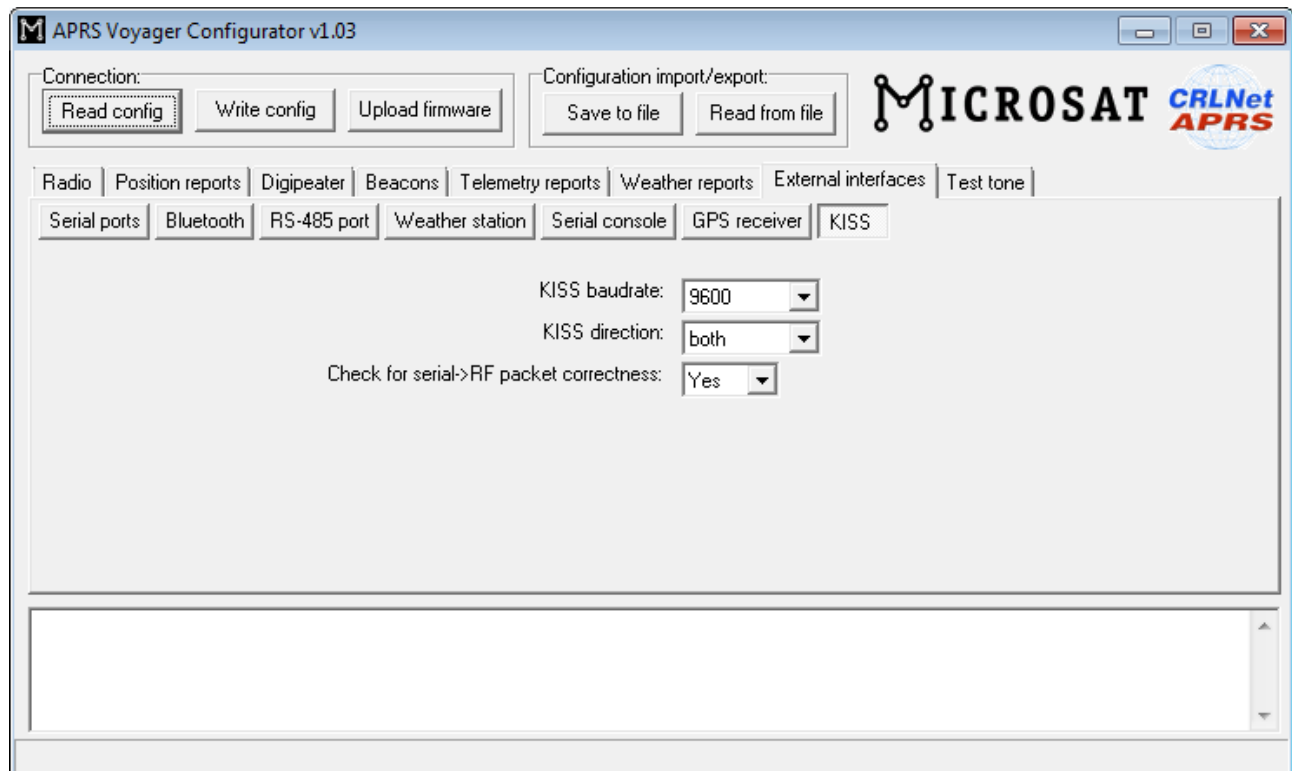 APRS Voyager Configurator v1.03
Connection:
Read config Write config Upload firmware
Configuration import/export:
Save to file Read from file
MICROSAT
CRLNet
APRS
Radio Position reports Digipeater Beacons Telemetry reports Weather reports External interfaces Test tone
Serial ports Bluetooth RS-485 port Weather station Serial console GPS receiver KISS
KISS baudrate: 9600
KISS direction: both
Check for serial->RF packet correctness: Yes